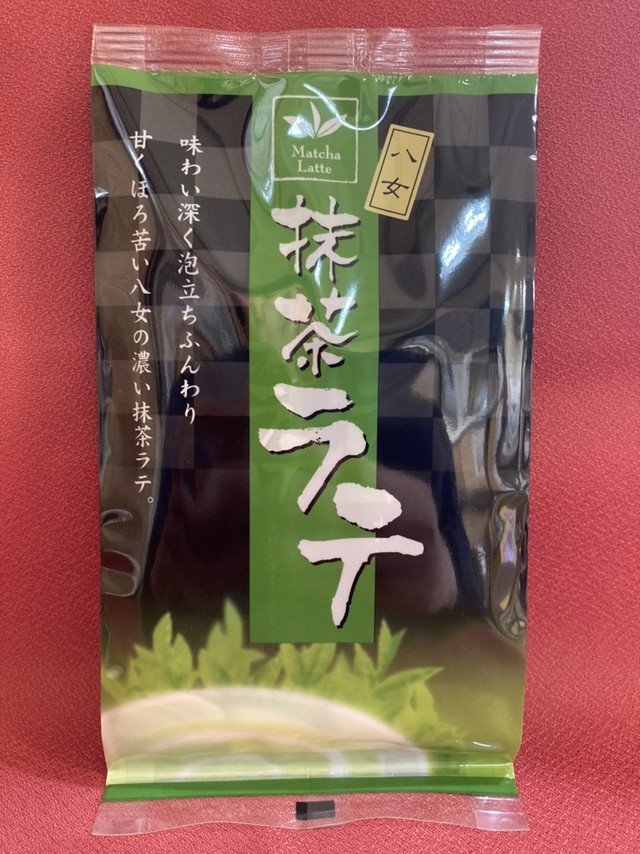 Matcha
Latte
八女
抹茶ラテ
味わい深く泡立ちふんわり
甘くほろ苦い八女の濃い抹茶ラテ。